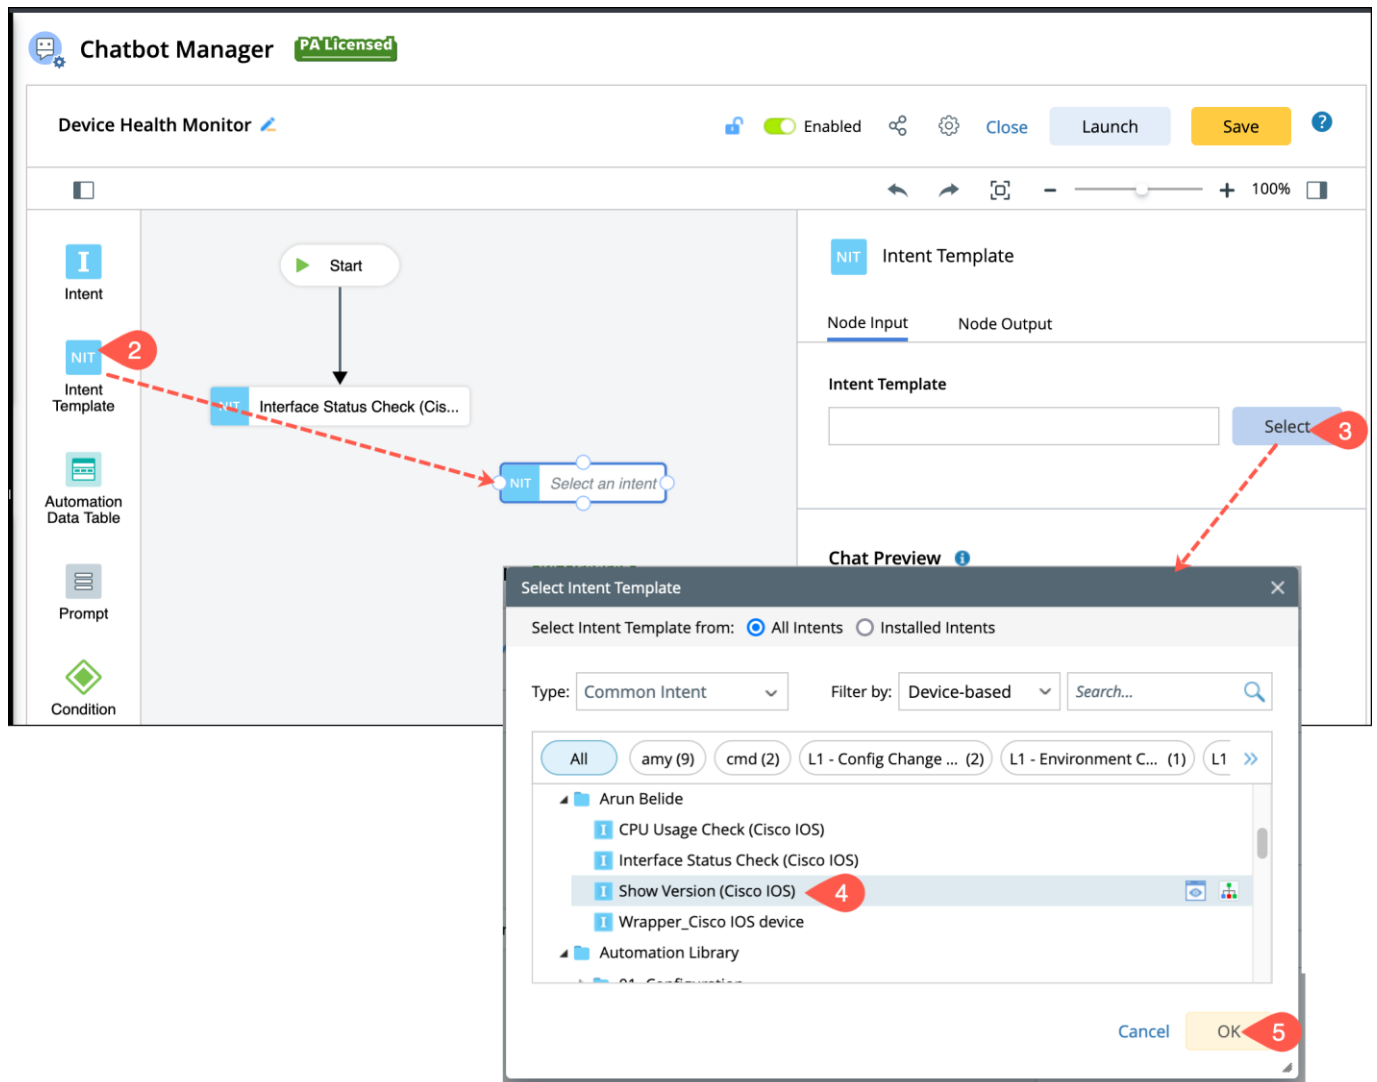 Chatbot Manager PA Licensed
Device Health Monitor
Enabled
Close
Launch
Save
?
100%
I
Intent
NIT
2
Intent
Template
Automation
Data Table
Prompt
Condition
Start
NIT Interface Status Check (Cis...
NIT Select an intent
NIT Intent Template
Node Input Node Output
Intent Template
Select 3
Chat Preview i
Select Intent Template
Select Intent Template from: All Intents Installed Intents
Type: Common Intent Filter by: Device-based Search...
All amy (9) cmd (2) L1 - Config Change ... (2) L1 - Environment C... (1) L1
Arun Belide
I CPU Usage Check (Cisco IOS)
I Interface Status Check (Cisco IOS)
I Show Version (Cisco IOS) 4
I Wrapper_Cisco IOS device
Automation Library
Cancel OK 5